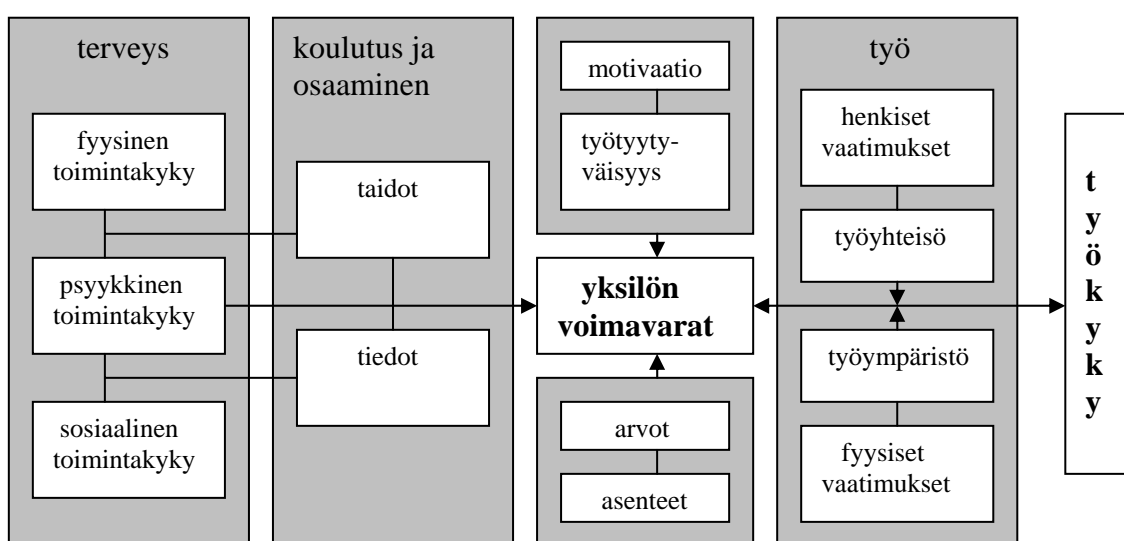 terveys
fyysinen
toimintakyky
psyykkinen
toimintakyky
sosiaalinen
toimintakyky
koulutus ja
osaaminen
taidot
tiedot
motivaatio
työtyyty-
väisyys
yksilön
voimavarat
arvot
asenteet
työ
henkiset
vaatimukset
työyhteisö
työympäristö
fyysiset
vaatimukset
t
y
ö
k
y
k
y